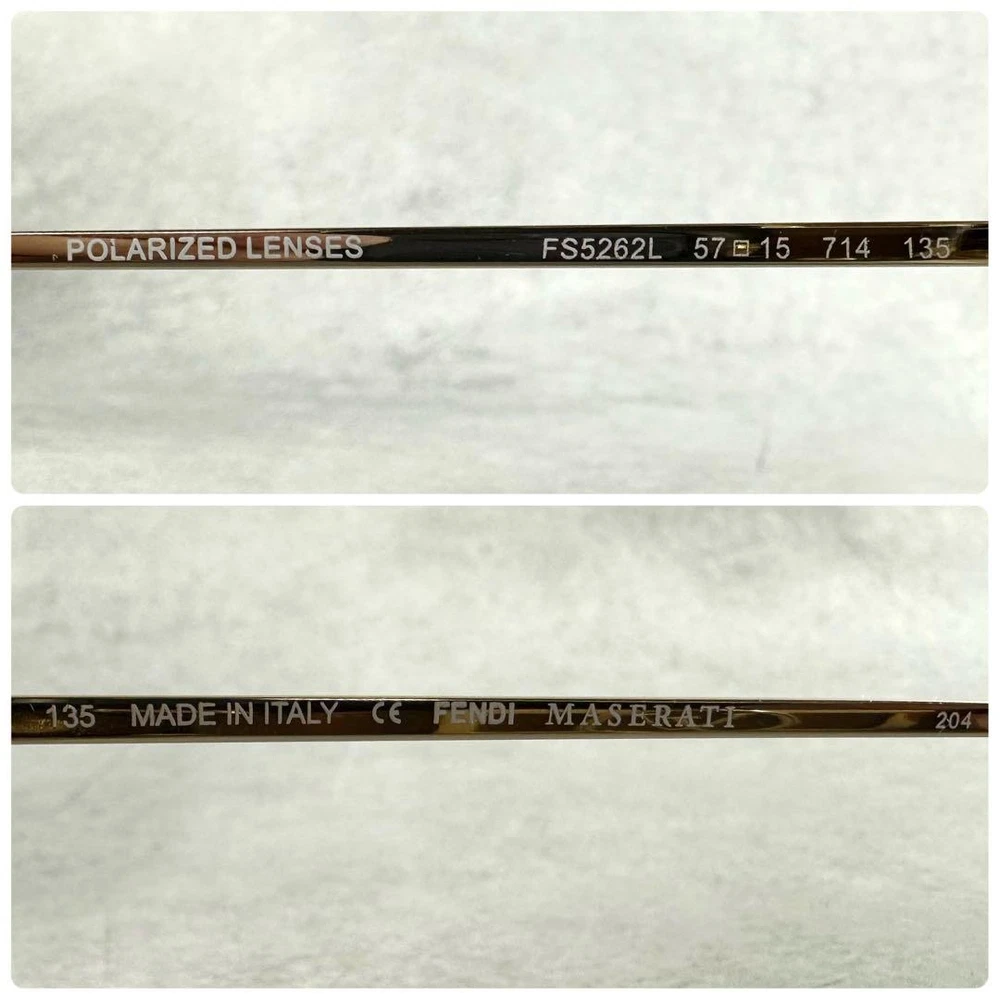 POLARIZED LENSES FS5262L 57 □ 15 714 135
135 MADE IN ITALY CE FENDI MASERATI 204